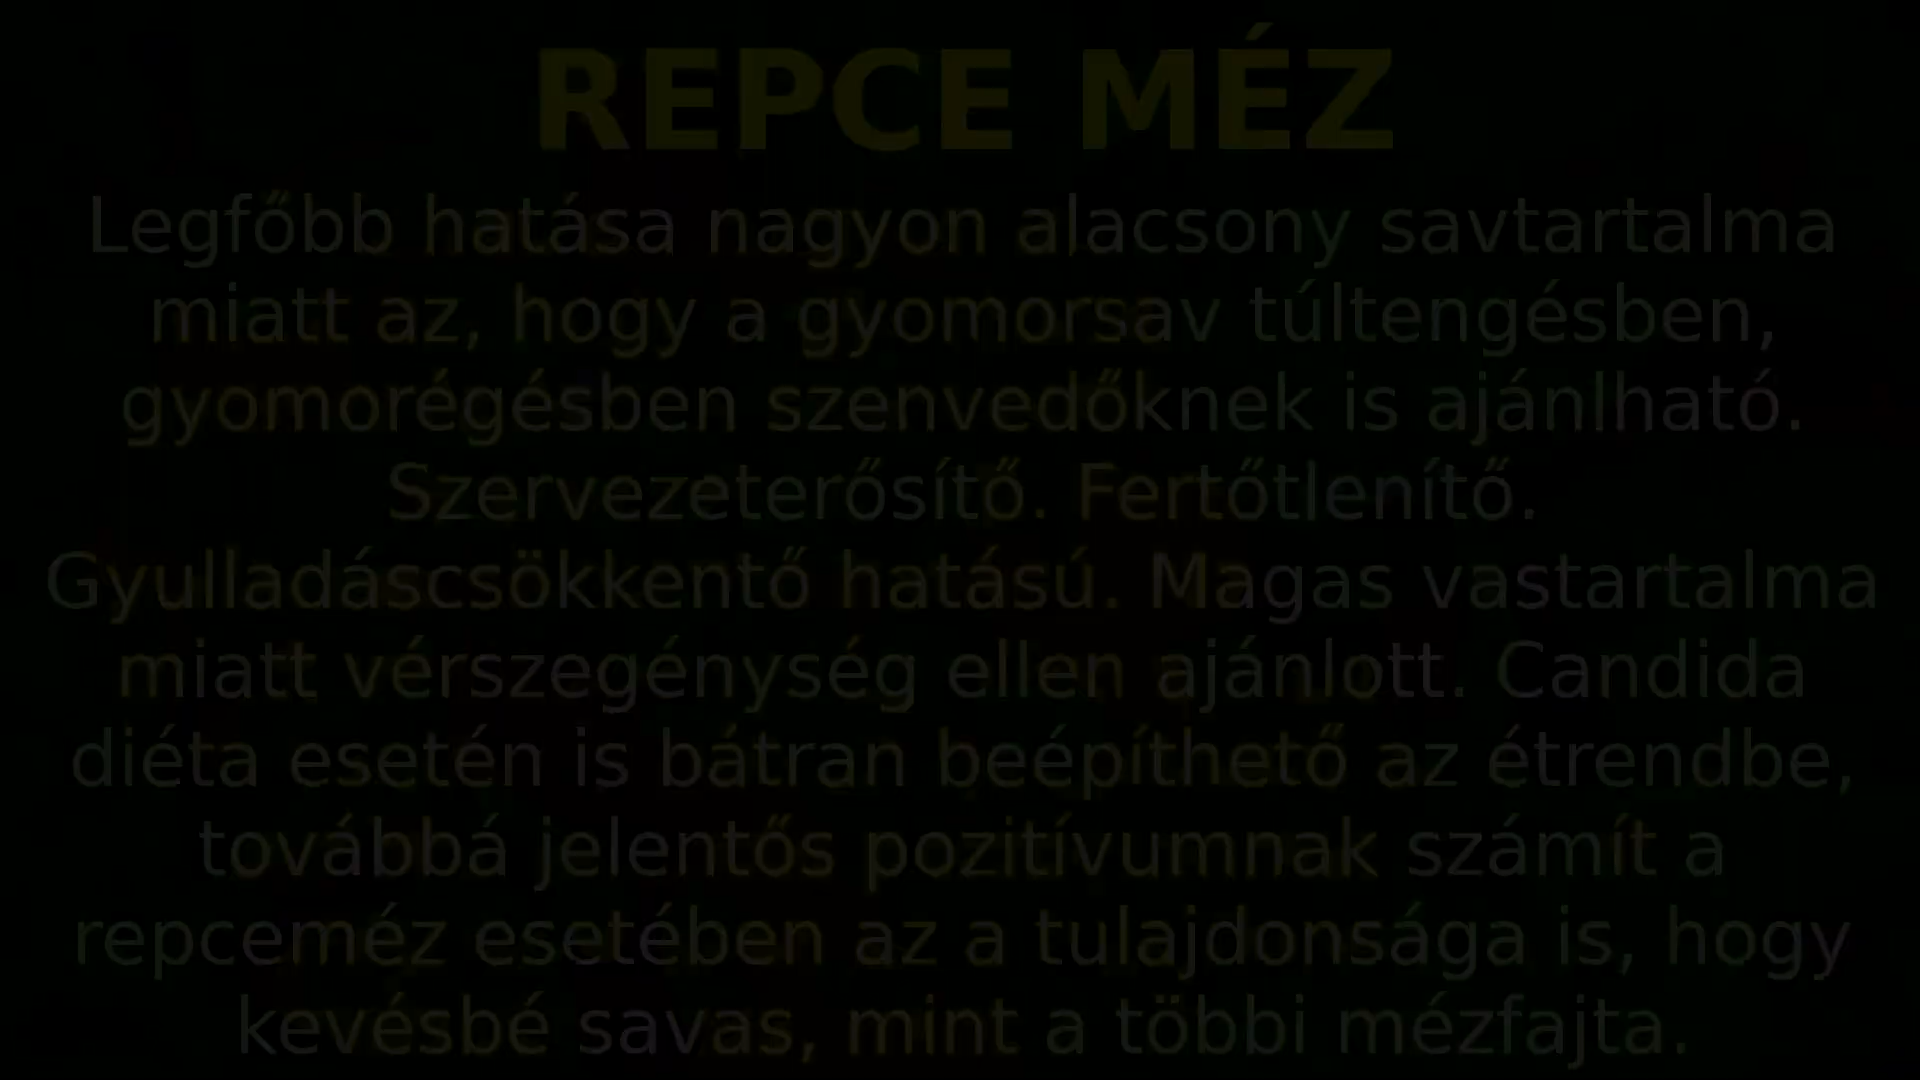 REPCE MÉZ
Legfőbb hatása nagyon alacsony savtartalma
miatt az, hogy a gyomorsav túltengésben,
gyomorégésben szenvedőknek is ajánlható.
Szervezeterősítő. Fertőtlenítő.
Gyulladáscsökkentő hatású. Magas vastartalma
miatt vérszegénység ellen ajánlott. Candida
diéta esetén is bátran beépíthető az étrendbe,
továbbá jelentős pozitívumnak számít a
repceméz esetében az a tulajdonsága is, hogy
kevésbé savas, mint a többi mézfajta.